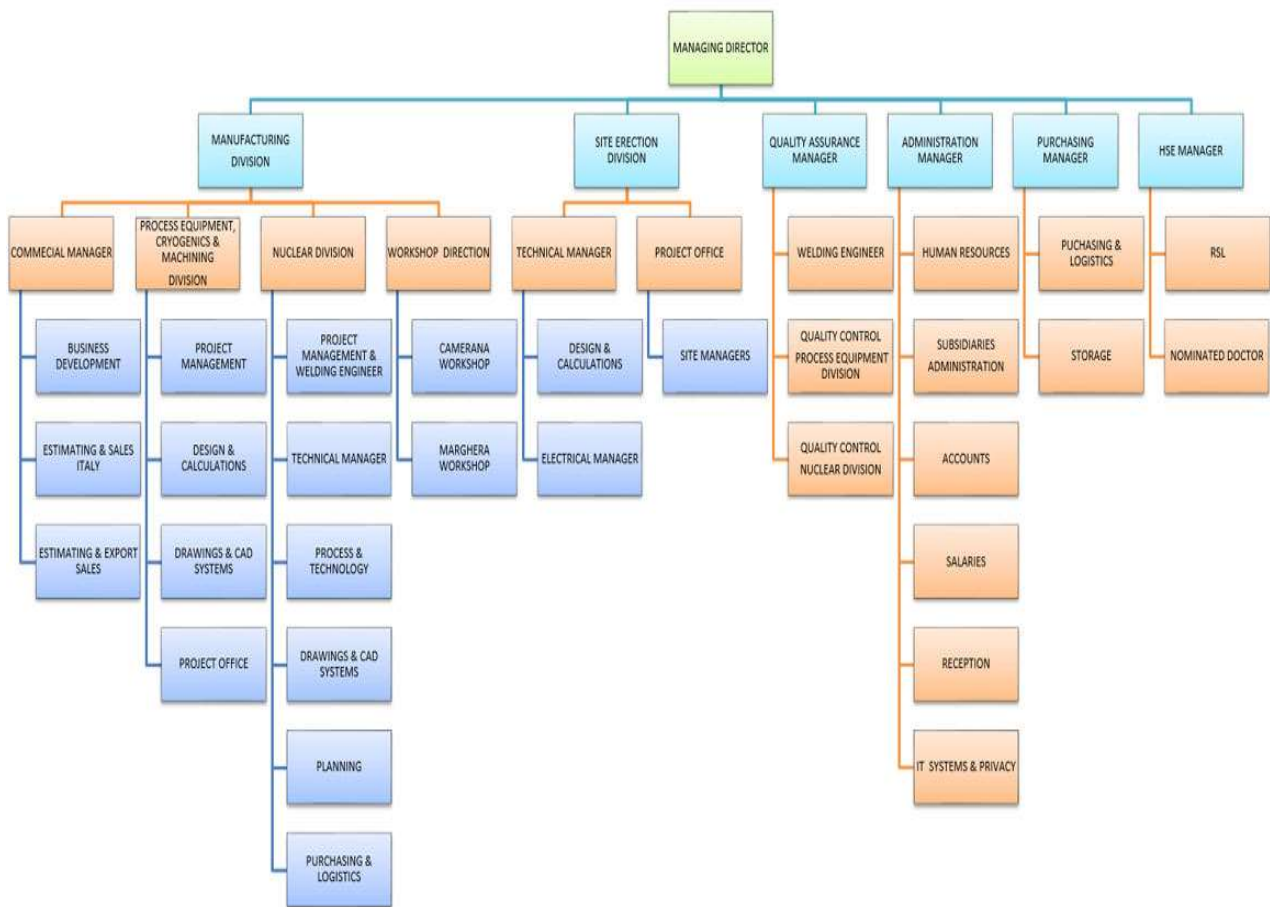 MANAGING DIRECTOR
MANUFACTURING
DIVISION
SITE ERECTION
DIVISION
QUALITY ASSURANCE
MANAGER
ADMINISTRATION
MANAGER
PURCHASING
MANAGER
HSE MANAGER
COMMECIAL MANAGER
PROCESS EQUIPMENT,
CRYOGENICS &
MACHINING
DIVISION
NUCLEAR DIVISION
WORKSHOP DIRECTION
TECHNICAL MANAGER
PROJECT OFFICE
WELDING ENGINEER
HUMAN RESOURCES
PUCHASING &
LOGISTICS
RSL
BUSINESS
DEVELOPMENT
PROJECT
MANAGEMENT
PROJECT
MANAGEMENT &
WELDING ENGINEER
CAMERANA
WORKSHOP
DESIGN &
CALCULATIONS
SITE MANAGERS
QUALITY CONTROL
PROCESS EQUIPMENT
DIVISION
SUBSIDIARIES
ADMINISTRATION
STORAGE
NOMINATED DOCTOR
ESTIMATING & SALES
ITALY
DESIGN &
CALCULATIONS
TECHNICAL MANAGER
MARGHERA
WORKSHOP
ELECTRICAL MANAGER
QUALITY CONTROL
NUCLEAR DIVISION
ACCOUNTS
ESTIMATING & EXPORT
SALES
DRAWINGS & CAD
SYSTEMS
PROCESS &
TECHNOLOGY
SALARIES
PROJECT OFFICE
DRAWINGS & CAD
SYSTEMS
RECEPTION
PLANNING
IT SYSTEMS & PRIVACY
PURCHASING &
LOGISTICS